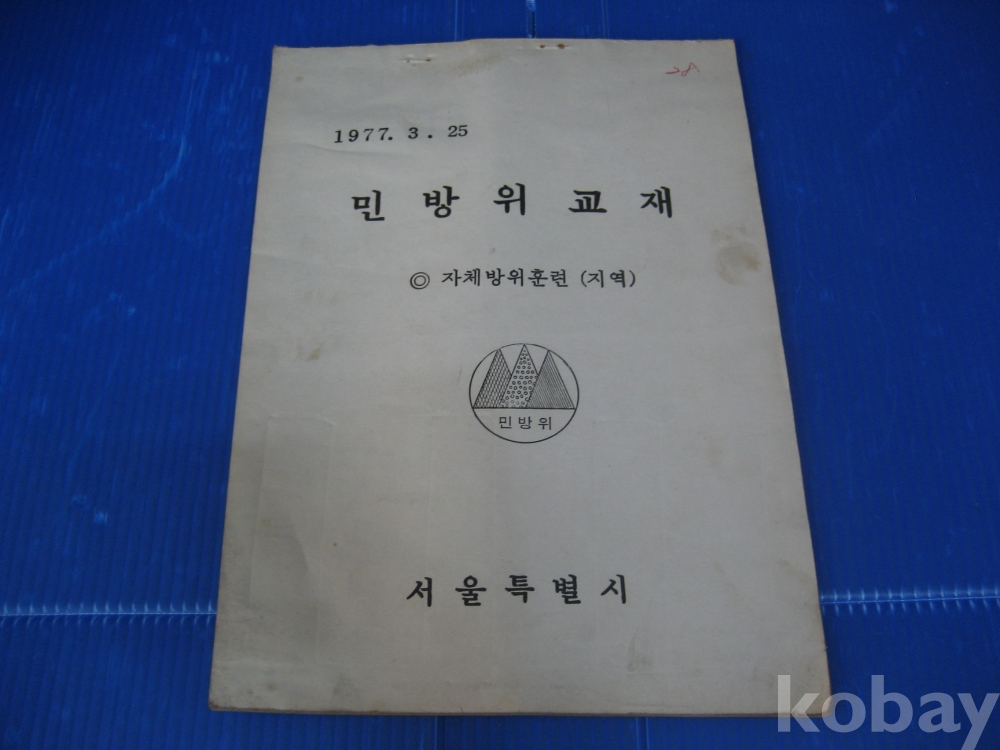 1977. 3. 25
민방위교재
◎ 자체방위훈련 (지역)
민방위
서울특별시
kobay